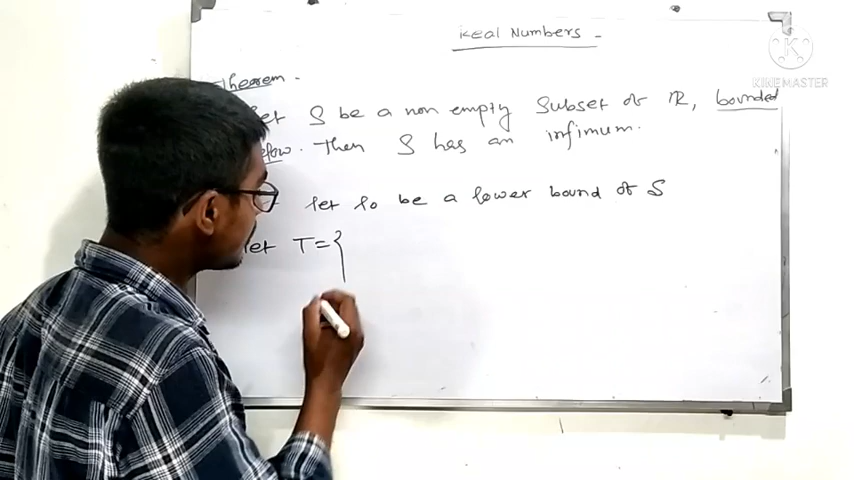 Real Numbers -
KINEMASTER
Theorem -
let S be a non empty Subset of ℝ, bounded
below. Then S has an infimum.
let lo be a lower bound of S
let T={